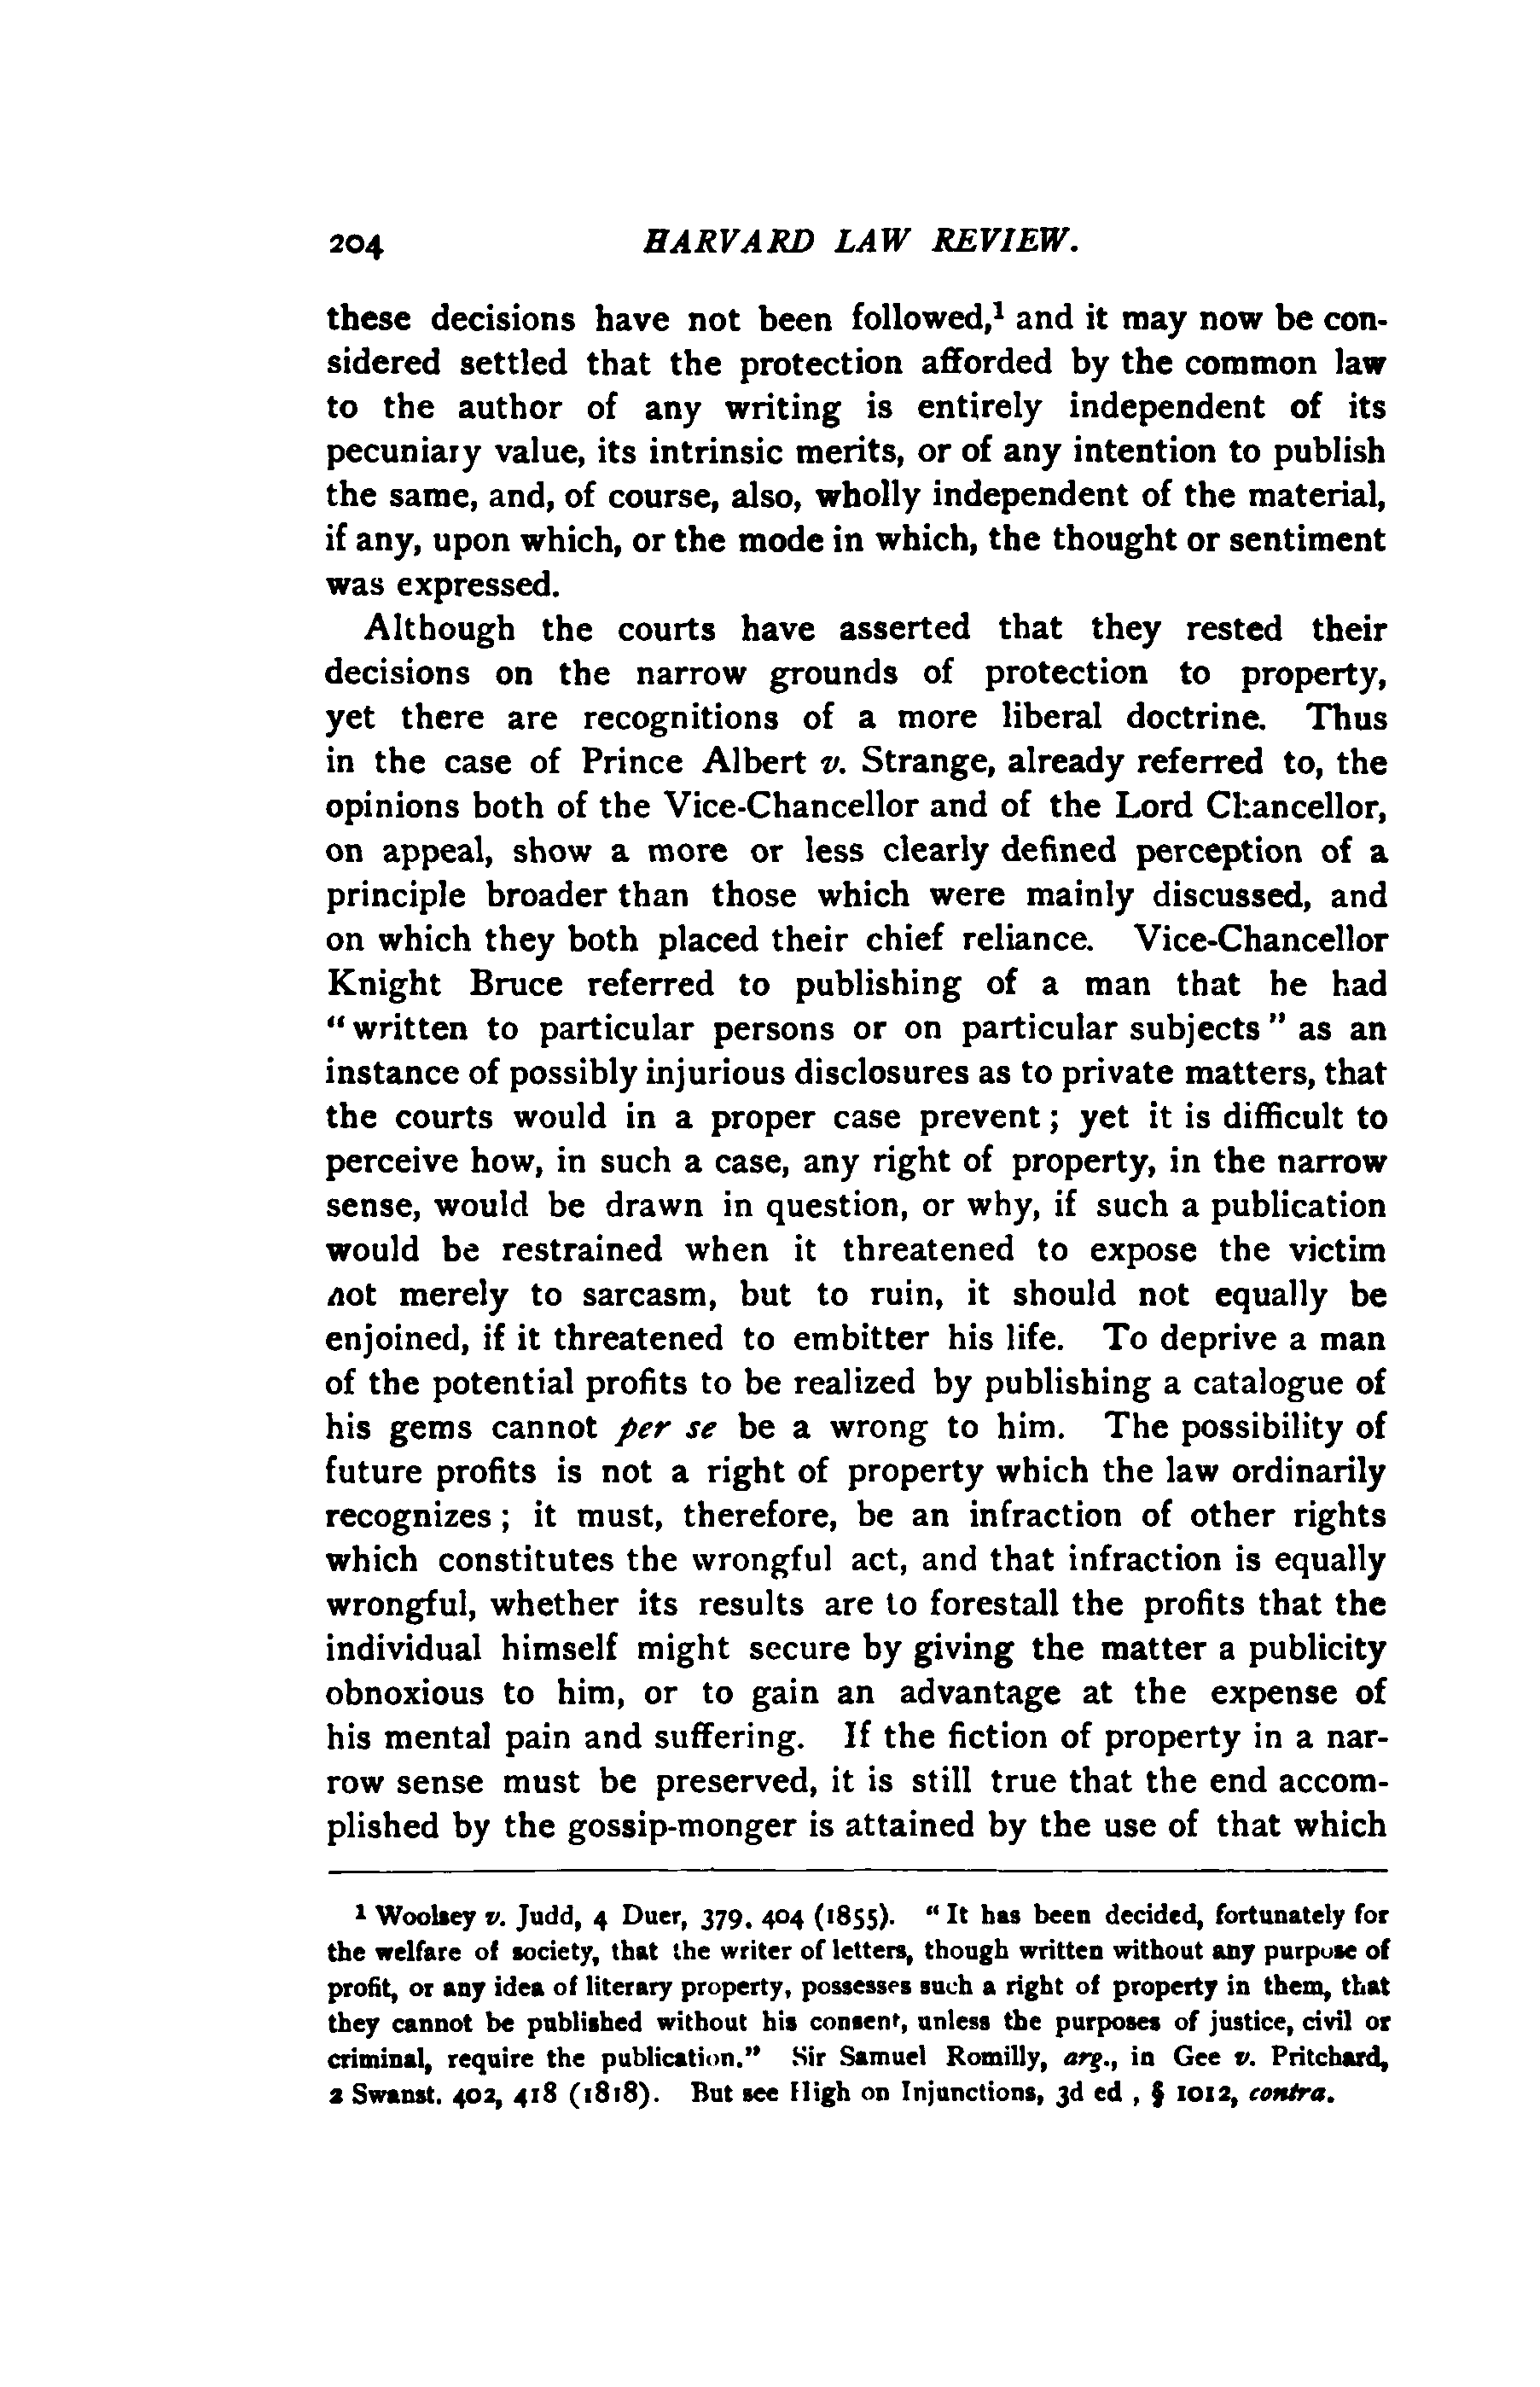 204 HARVARD LAW REVIEW.
these decisions have not been followed,¹ and it may now be con-
sidered settled that the protection afforded by the common law
to the author of any writing is entirely independent of its
pecuniary value, its intrinsic merits, or of any intention to publish
the same, and, of course, also, wholly independent of the material,
if any, upon which, or the mode in which, the thought or sentiment
was expressed.
Although the courts have asserted that they rested their
decisions on the narrow grounds of protection to property,
yet there are recognitions of a more liberal doctrine. Thus
in the case of Prince Albert v. Strange, already referred to, the
opinions both of the Vice-Chancellor and of the Lord Chancellor,
on appeal, show a more or less clearly defined perception of a
principle broader than those which were mainly discussed, and
on which they both placed their chief reliance. Vice-Chancellor
Knight Bruce referred to publishing of a man that he had
“written to particular persons or on particular subjects” as an
instance of possibly injurious disclosures as to private matters, that
the courts would in a proper case prevent; yet it is difficult to
perceive how, in such a case, any right of property, in the narrow
sense, would be drawn in question, or why, if such a publication
would be restrained when it threatened to expose the victim
not merely to sarcasm, but to ruin, it should not equally be
enjoined, if it threatened to embitter his life. To deprive a man
of the potential profits to be realized by publishing a catalogue of
his gems cannot per se be a wrong to him. The possibility of
future profits is not a right of property which the law ordinarily
recognizes; it must, therefore, be an infraction of other rights
which constitutes the wrongful act, and that infraction is equally
wrongful, whether its results are to forestall the profits that the
individual himself might secure by giving the matter a publicity
obnoxious to him, or to gain an advantage at the expense of
his mental pain and suffering. If the fiction of property in a nar-
row sense must be preserved, it is still true that the end accom-
plished by the gossip-monger is attained by the use of that which
¹ Woolsey v. Judd, 4 Duer, 379, 404 (1855). “It has been decided, fortunately for
the welfare of society, that the writer of letters, though written without any purpose of
profit, or any idea of literary property, possesses such a right of property in them, that
they cannot be published without his consent, unless the purposes of justice, civil or
criminal, require the publication.” Sir Samuel Romilly, arg., in Gee v. Pritchard,
2 Swanst. 402, 418 (1818). But see High on Injunctions, 3d ed , § 1012, contra.